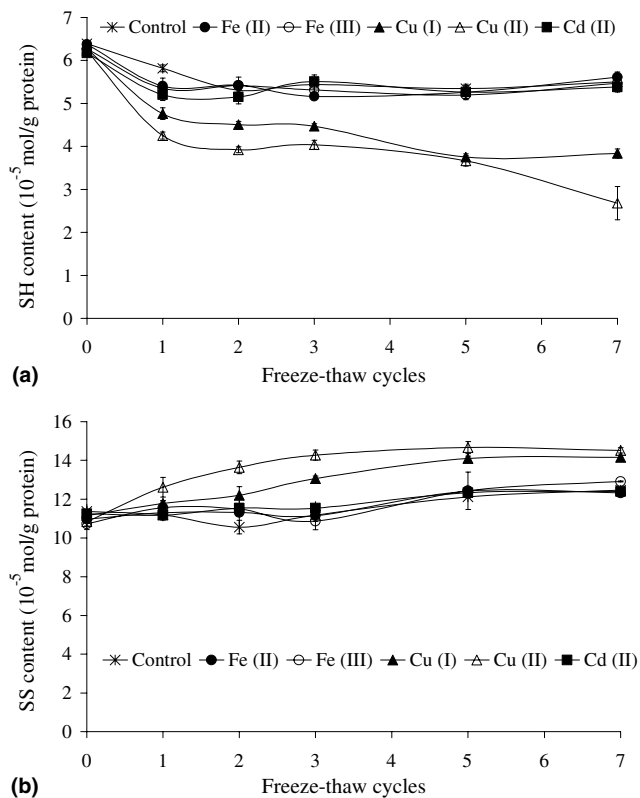 Control Fe (II) Fe (III) Cu (I) Cu (II) Cd (II)
7
6
5
4
3
2
1
0
SH content (10⁻⁵ mol/g protein)
0 1 2 3 4 5 6 7
Freeze-thaw cycles
(a)
16
14
12
10
8
6
4
2
0
SS content (10⁻⁵ mol/g protein)
Control Fe (II) Fe (III) Cu (I) Cu (II) Cd (II)
0 1 2 3 4 5 6 7
Freeze-thaw cycles
(b)